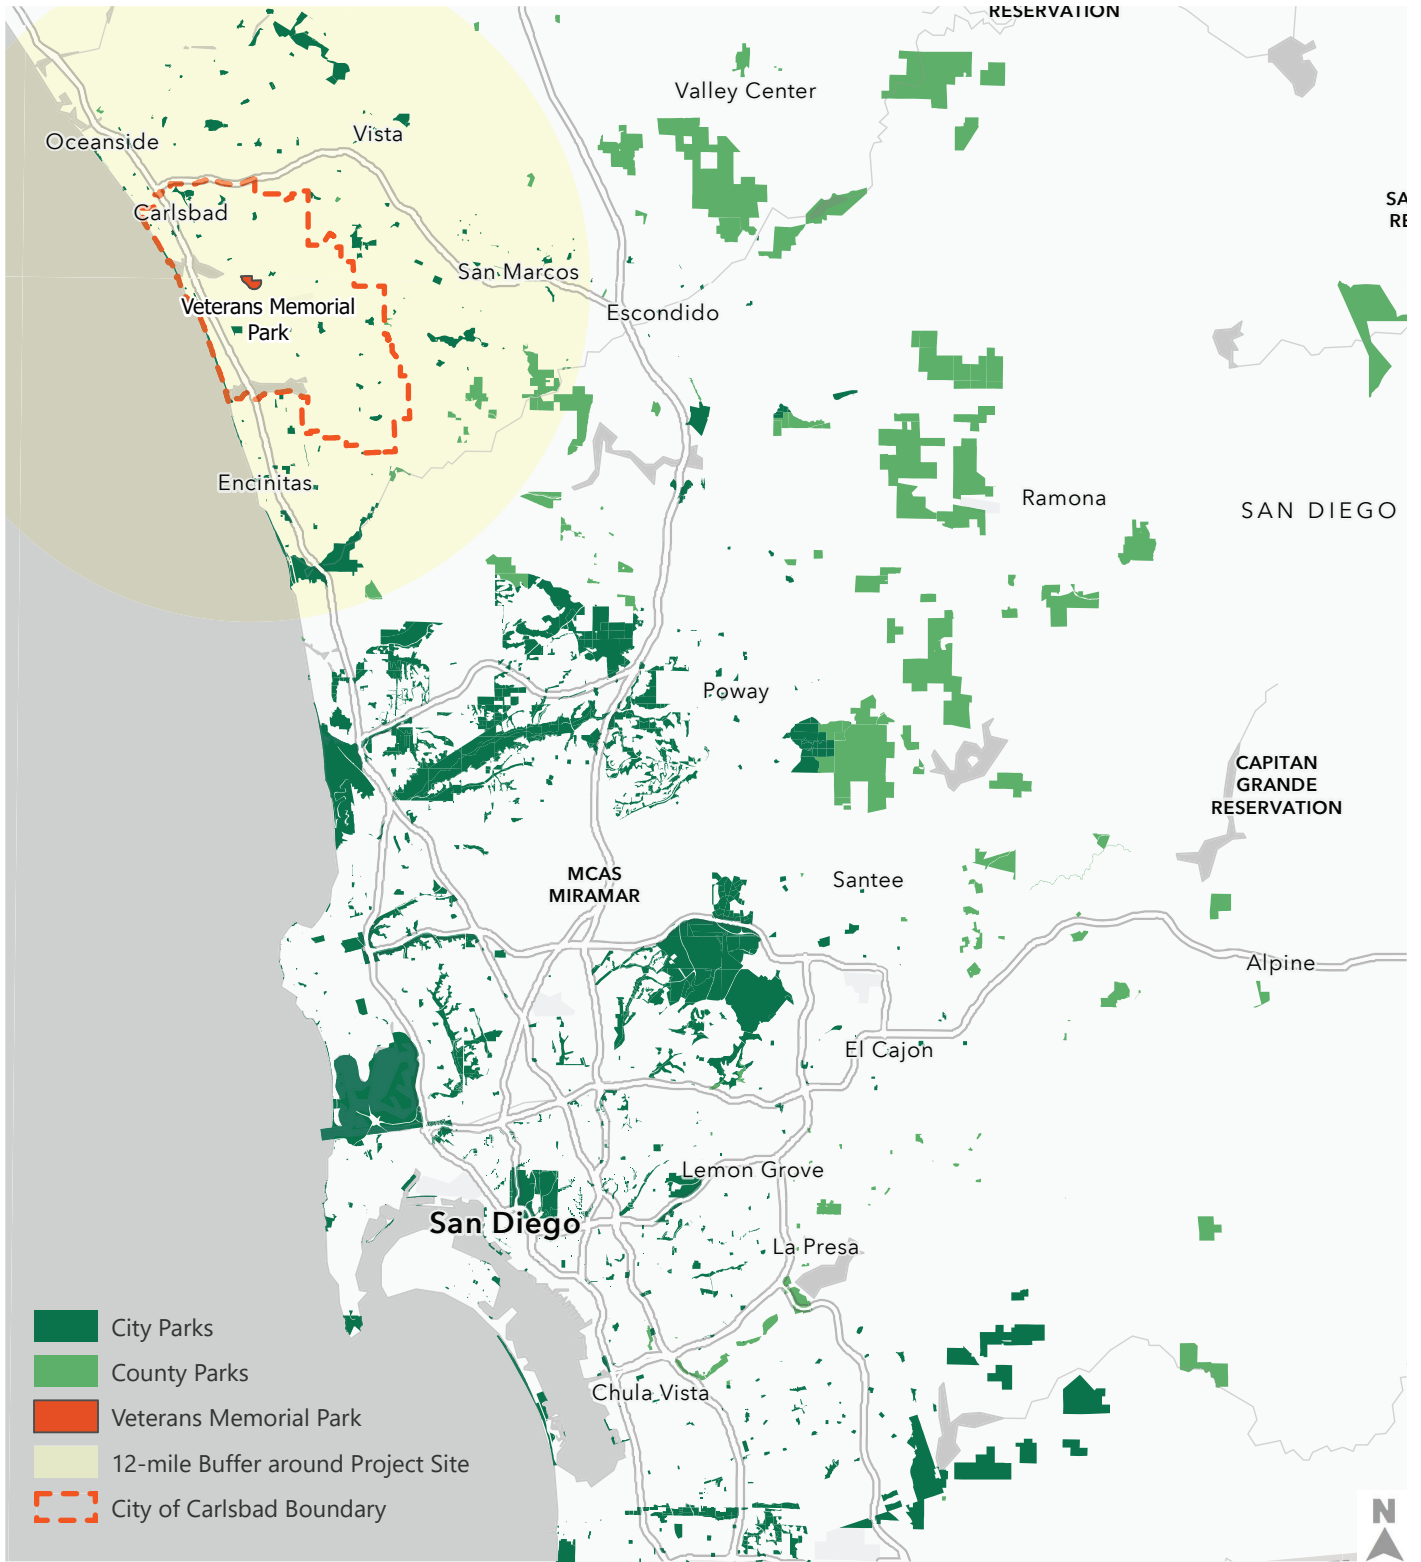 RESERVATION
Valley Center
Oceanside
Vista
Carlsbad
San Marcos
Veterans Memorial
Park
Escondido
Encinitas
Ramona
SAN DIEGO
Poway
CAPITAN
GRANDE
RESERVATION
MCAS
MIRAMAR
Santee
Alpine
El Cajon
Lemon Grove
San Diego
La Presa
Chula Vista
City Parks
County Parks
Veterans Memorial Park
12-mile Buffer around Project Site
City of Carlsbad Boundary
N